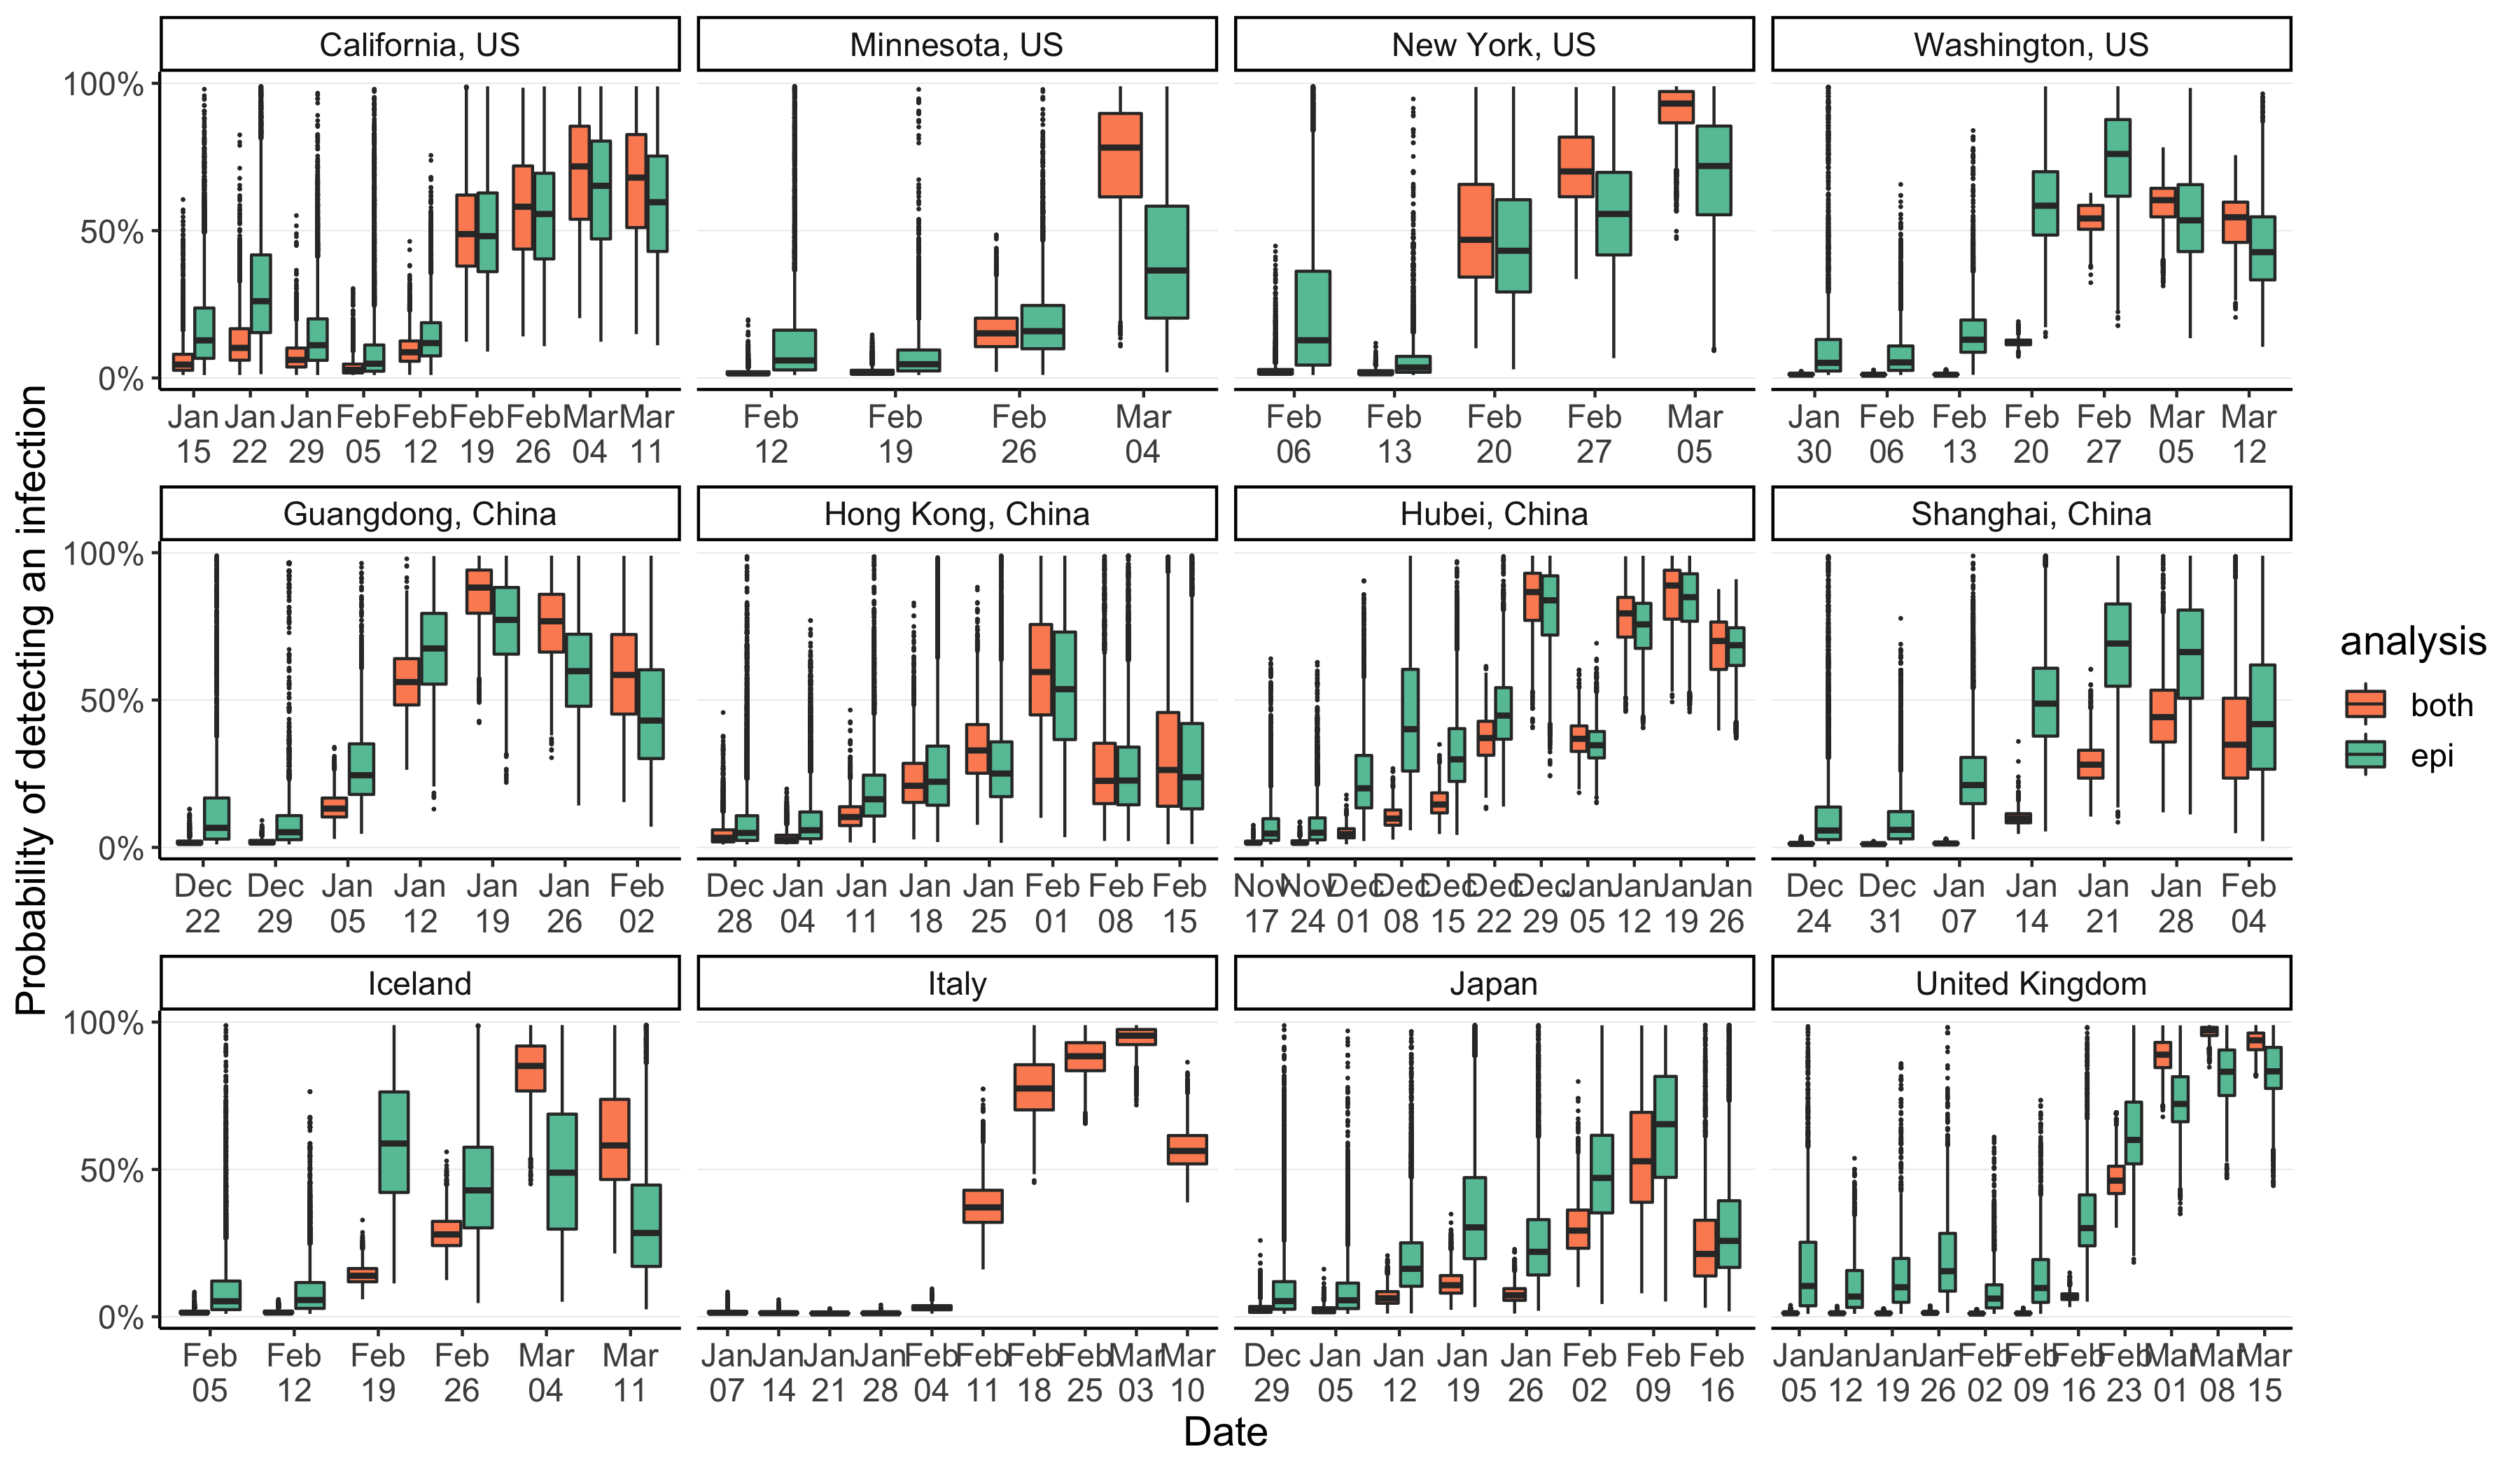 California, US
Minnesota, US
New York, US
Washington, US
100%
50%
0%
Jan Jan Jan Feb Feb Feb Feb Mar Mar
15 22 29 05 12 19 26 04 11
Feb Feb Feb Mar
12 19 26 04
Feb Feb Feb Feb Mar
06 13 20 27 05
Jan Feb Feb Feb Feb Mar Mar
30 06 13 20 27 05 12
Guangdong, China
Hong Kong, China
Hubei, China
Shanghai, China
100%
50%
0%
Dec Dec Jan Jan Jan Jan Feb
22 29 05 12 19 26 02
Dec Jan Jan Jan Jan Feb Feb Feb
28 04 11 18 25 01 08 15
Nov Nov Dec Dec Dec Dec Dec Jan Jan Jan Jan
17 24 01 08 15 22 29 05 12 19 26
Dec Dec Jan Jan Jan Jan Feb
24 31 07 14 21 28 04
Iceland
Italy
Japan
United Kingdom
100%
50%
0%
Feb Feb Feb Feb Mar Mar
05 12 19 26 04 11
Jan Jan Jan Jan Feb Feb Feb Feb Mar Mar
07 14 21 28 04 11 18 25 03 10
Dec Jan Jan Jan Jan Feb Feb Feb
29 05 12 19 26 02 09 16
Jan Jan Jan Jan Feb Feb Feb Feb Mar Mar Mar
05 12 19 26 02 09 16 23 01 08 15
Date
Probability of detecting an infection
analysis
both
epi